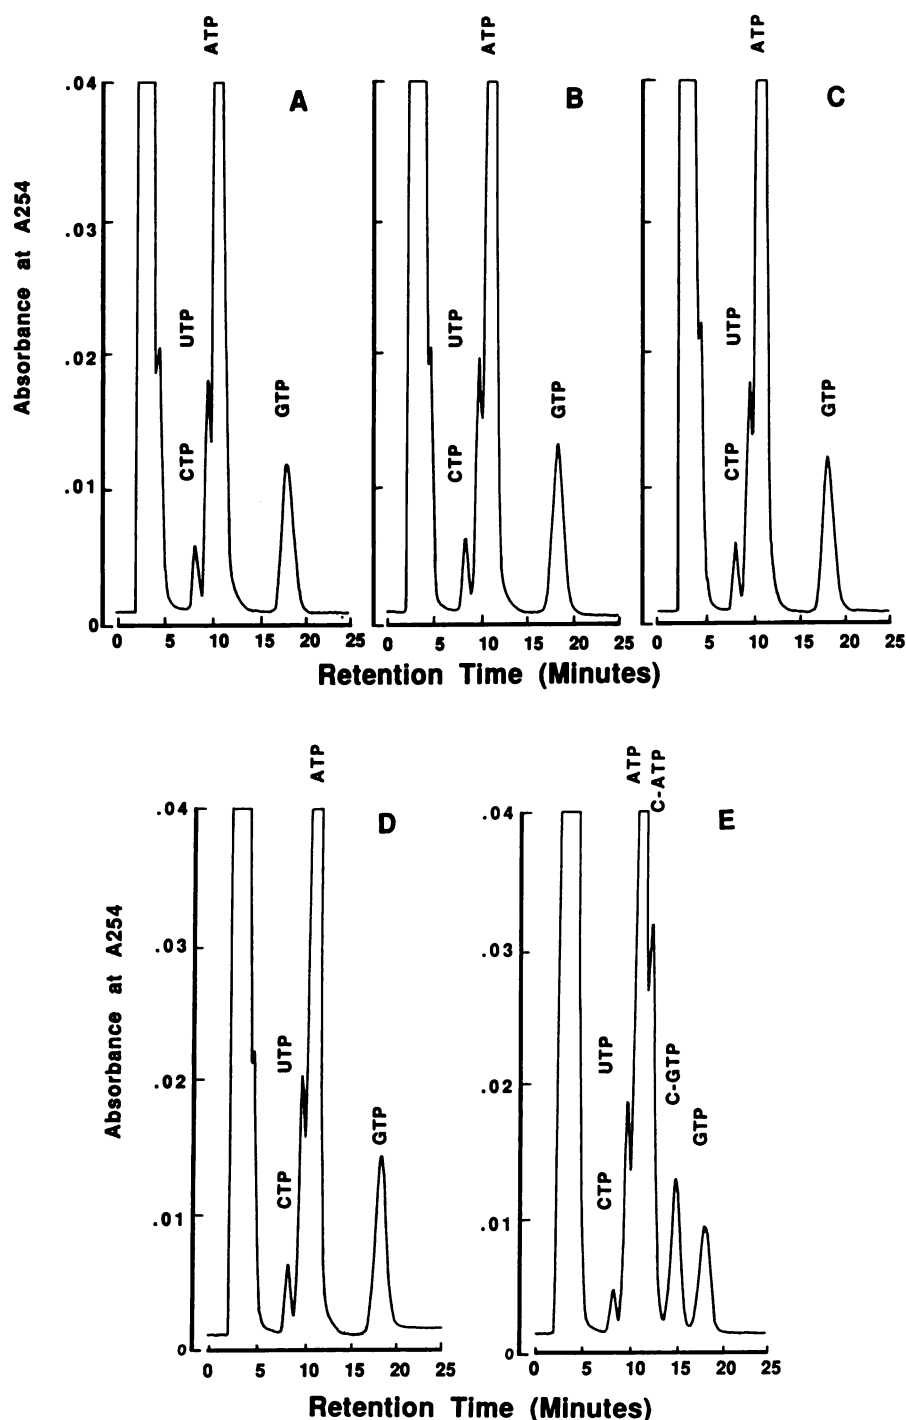 ATP
ATP
ATP
A
B
C
.04
.03
.02
.01
0
Absorbance at A254
UTP
CTP
GTP
UTP
CTP
GTP
UTP
CTP
GTP
0 5 10 15 20 25
0 5 10 15 20 25
0 5 10 15 20 25
Retention Time (Minutes)
ATP
ATP
C-ATP
D
E
.04
.03
.02
.01
0
Absorbance at A254
UTP
CTP
GTP
.04
.03
.02
.01
0
UTP
CTP
C-GTP
GTP
0 5 10 15 20 25
0 5 10 15 20 25
Retention Time (Minutes)